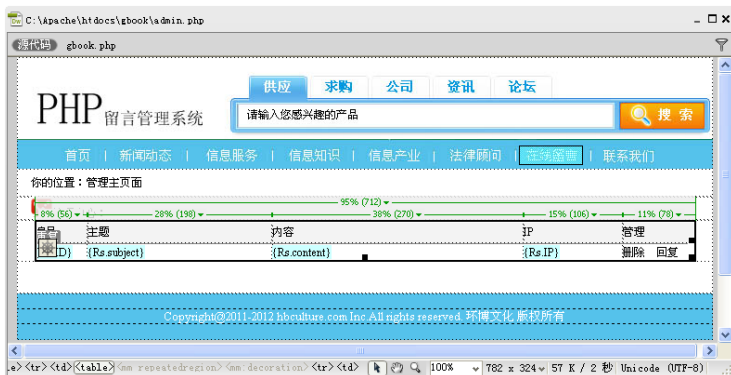 C:\Apache\htdocs\gbook\admin.php
源代码 gbook.php
供应 求购 公司 资讯 论坛
PHP留言管理系统
请输入您感兴趣的产品 搜索
首页 | 新闻动态 | 信息服务 | 信息知识 | 信息产业 | 法律顾问 | 在线留言 | 联系我们
你的位置：管理主页面
95% (712)
8% (56) 28% (198) 38% (270) 15% (106) 11% (78)
主题 内容 IP 管理
D} {Rs.subject} {Rs.content} {Rs.IP} 删除 回复
Copyright@2011-2012 hbculture.com Inc.All rights reserved. 环博文化 版权所有
e> <tr> <td> <table> <mm:repeatedregion> <mm:decoration> <tr> <td> 100% 782 x 324 57 K / 2 秒 Unicode (UTF-8)